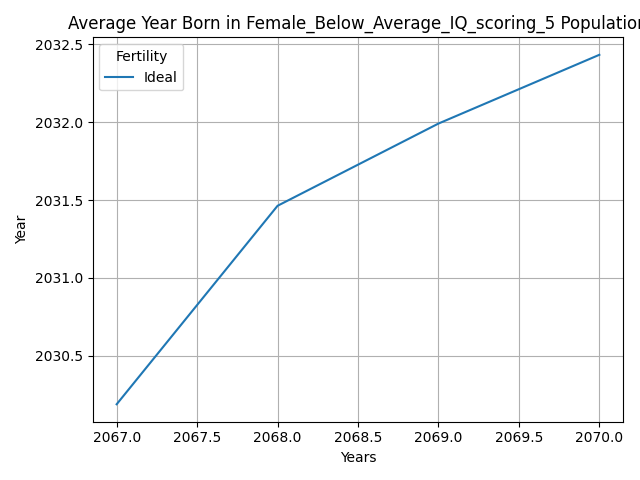 Average Year Born in Female_Below_Average_IQ_scoring_5 Population
Fertility
Ideal
Year
2032.5
2032.0
2031.5
2031.0
2030.5
2067.0 2067.5 2068.0 2068.5 2069.0 2069.5 2070.0
Years